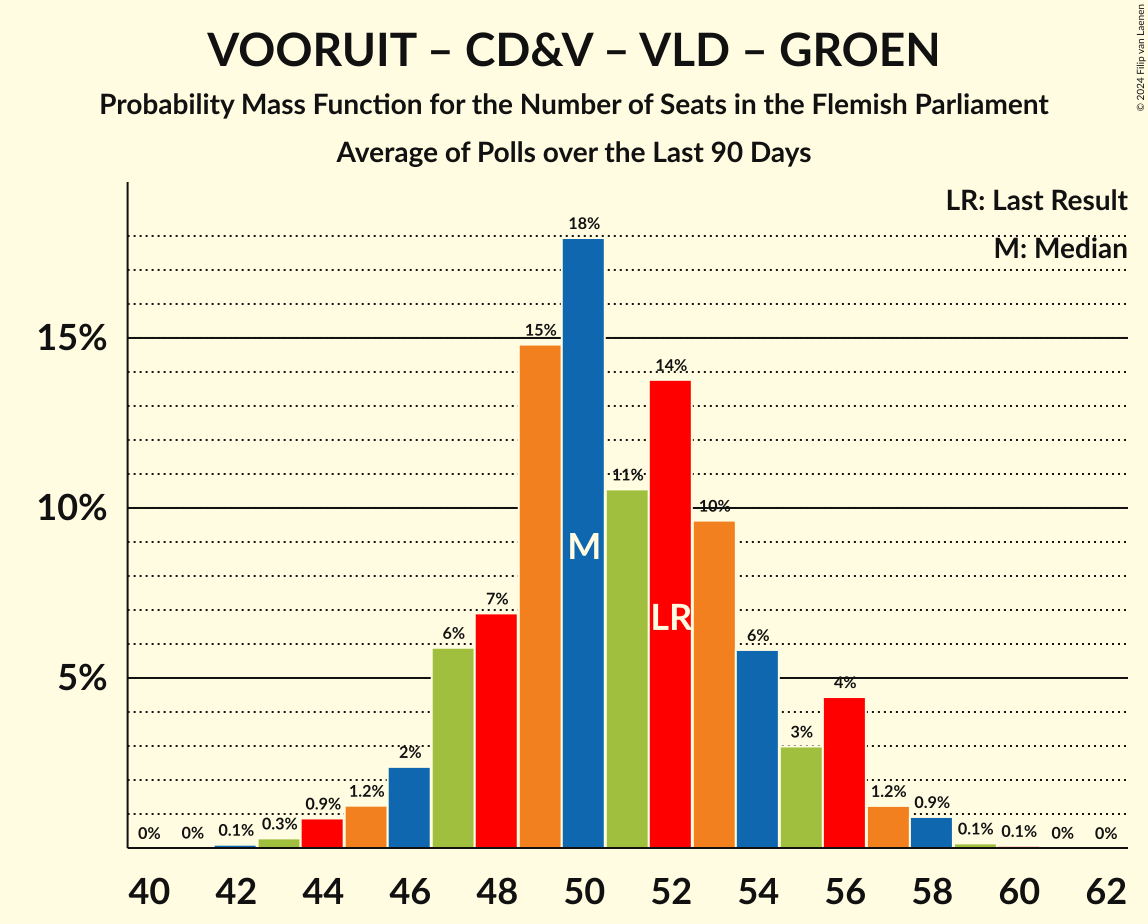 VOORUIT – CD&V – VLD – GROEN
Probability Mass Function for the Number of Seats in the Flemish Parliament
Average of Polls over the Last 90 Days
© 2024 Filip van Laenen
LR: Last Result
M: Median
15%
10%
5%
0% 0% 0.1% 0.3% 0.9% 1.2% 2% 6% 7% 15% 18% 11% 14% 10% 6% 3% 4% 1.2% 0.9% 0.1% 0.1% 0% 0%
M
LR
40 42 44 46 48 50 52 54 56 58 60 62